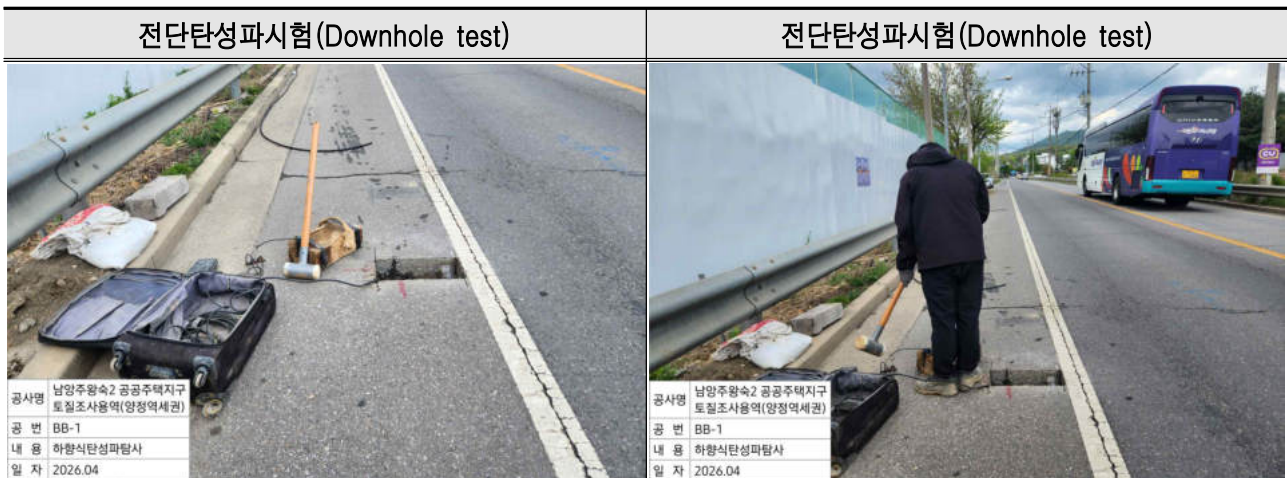 전단탄성파시험(Downhole test)
전단탄성파시험(Downhole test)
공사명 남양주왕숙2 공공주택지구
토질조사용역(양정역세권)
공 번 BB-1
내 용 하향식탄성파탐사
일 자 2026.04
CU
공사명 남양주왕숙2 공공주택지구
토질조사용역(양정역세권)
공 번 BB-1
내 용 하향식탄성파탐사
일 자 2026.04